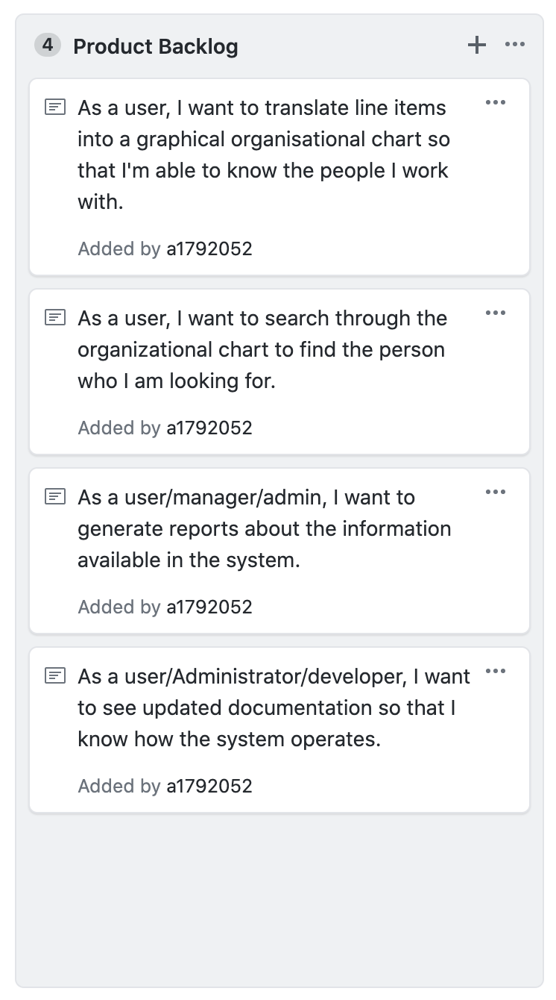 4 Product Backlog
As a user, I want to translate line items
into a graphical organisational chart so
that I'm able to know the people I work
with.
Added by a1792052
As a user, I want to search through the
organizational chart to find the person
who I am looking for.
Added by a1792052
As a user/manager/admin, I want to
generate reports about the information
available in the system.
Added by a1792052
As a user/Administrator/developer, I want
to see updated documentation so that I
know how the system operates.
Added by a1792052